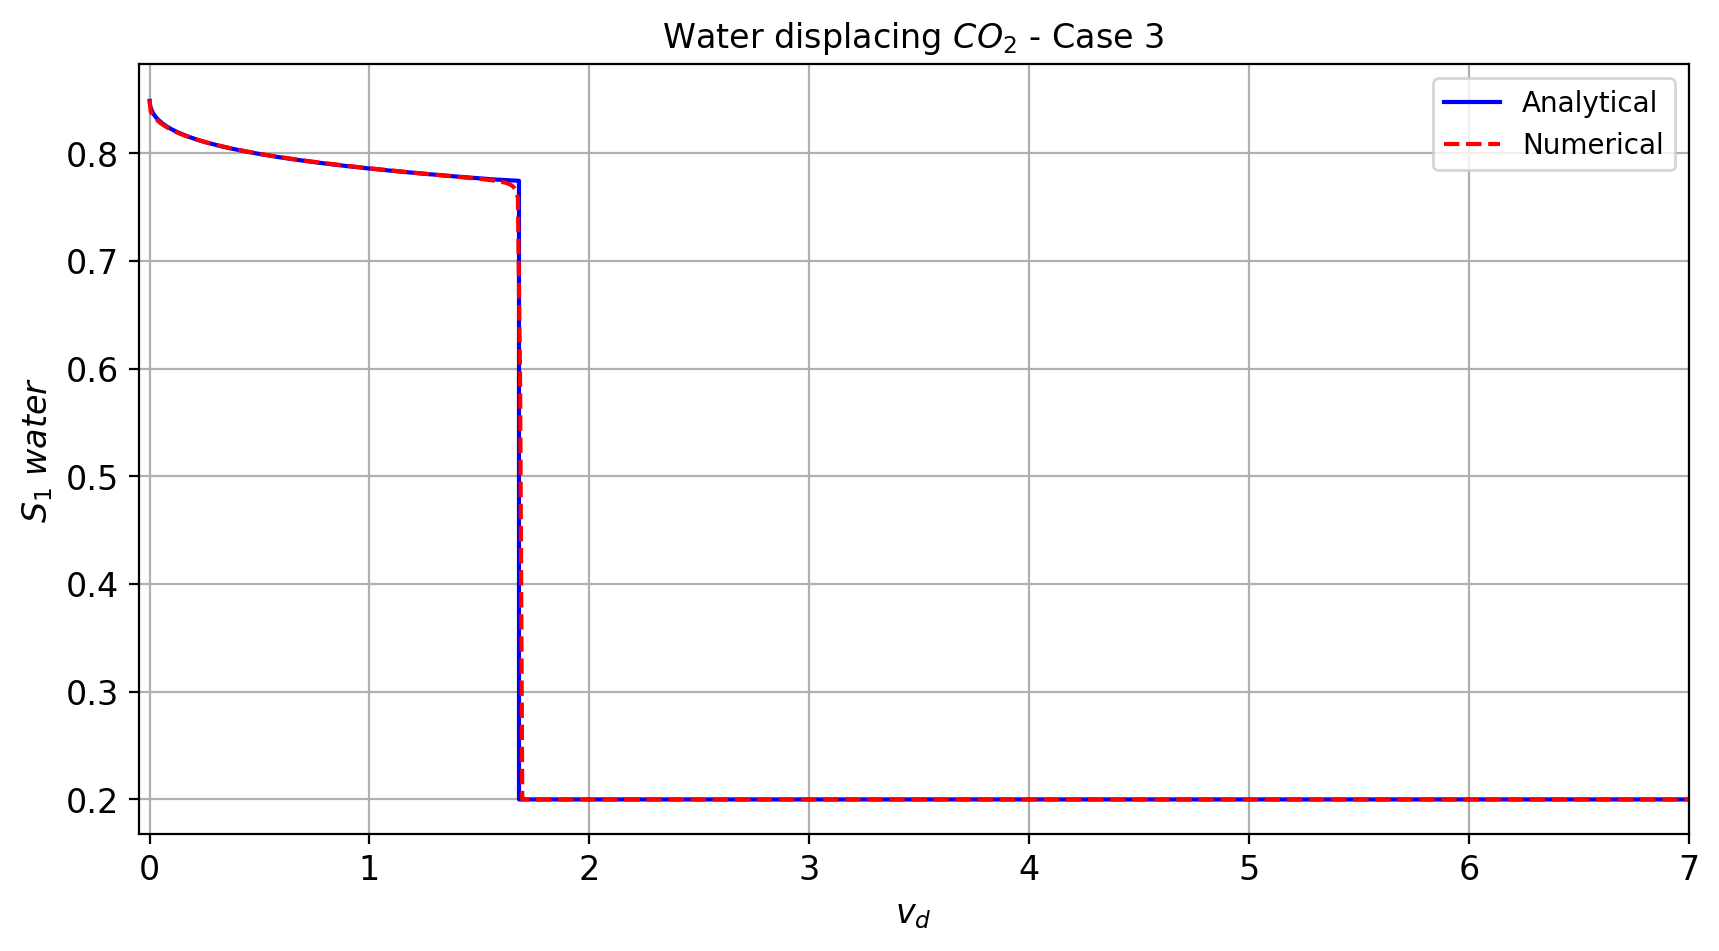 Water displacing CO₂ - Case 3
Analytical
Numerical
S₁ water
0.8
0.7
0.6
0.5
0.4
0.3
0.2
0 1 2 3 4 5 6 7
v_d